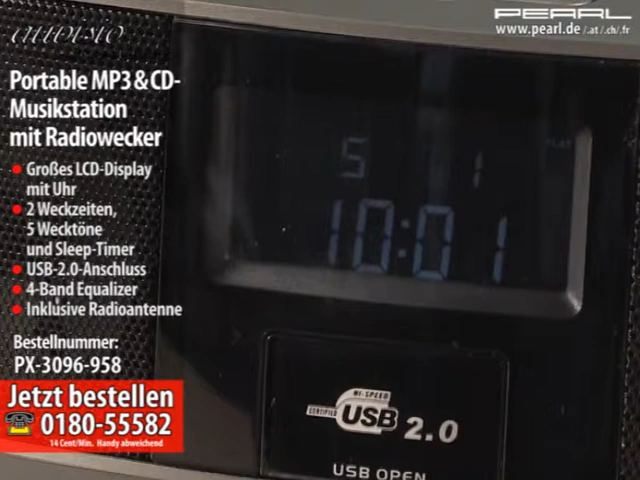 auvisio
PEARL
www.pearl.de /.at /.ch/.fr
Portable MP3 & CD-
Musikstation
mit Radiowecker
Großes LCD-Display
mit Uhr
2 Weckzeiten,
5 Wecktöne
und Sleep-Timer
USB-2.0-Anschluss
4-Band Equalizer
Inklusive Radioantenne
Bestellnummer:
PX-3096-958
Jetzt bestellen
0180-55582
14 Cent/Min. Handy abweichend
5 1
10:01
HI-SPEED
CERTIFIED USB 2.0
USB OPEN